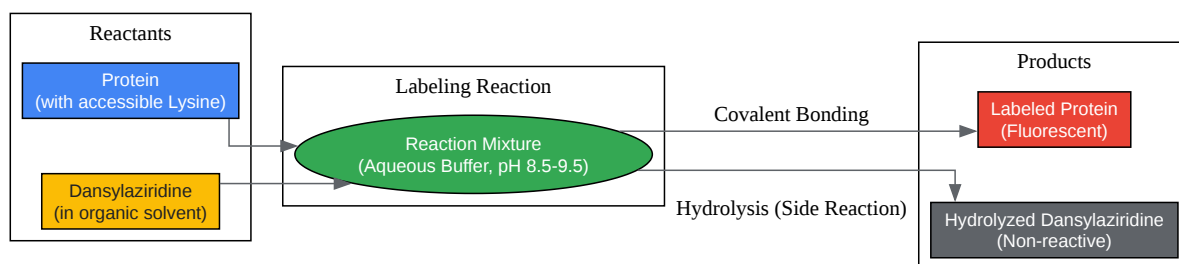 Reactants
Protein
(with accessible Lysine)
Dansylaziridine
(in organic solvent)
Labeling Reaction
Reaction Mixture
(Aqueous Buffer, pH 8.5-9.5)
Covalent Bonding
Hydrolysis (Side Reaction)
Products
Labeled Protein
(Fluorescent)
Hydrolyzed Dansylaziridine
(Non-reactive)